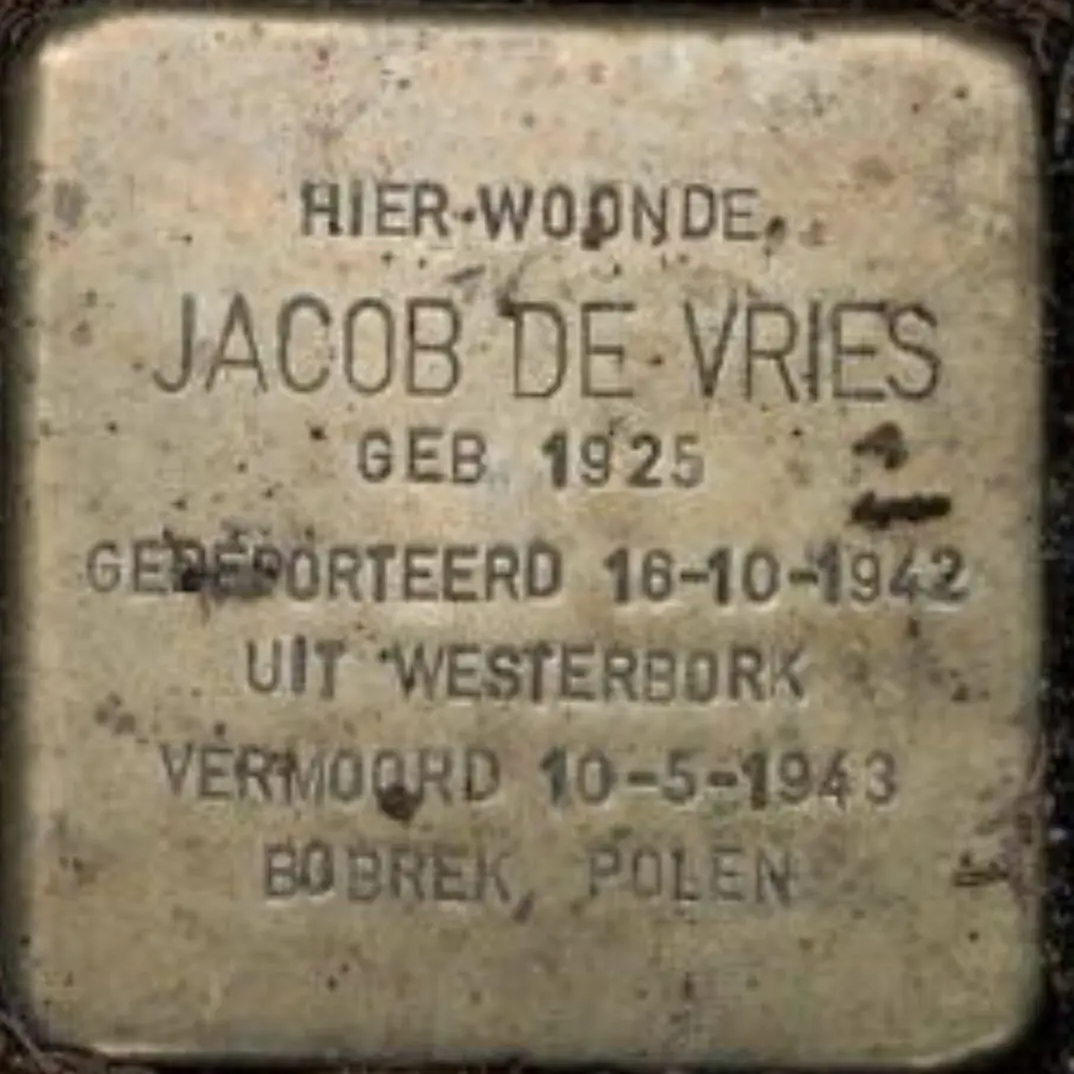 HIER WOONDE
JACOB DE VRIES
GEB. 1925
GEDEPORTEERD 16-10-1942
UIT WESTERBORK
VERMOORD 10-5-1943
BOBREK, POLEN